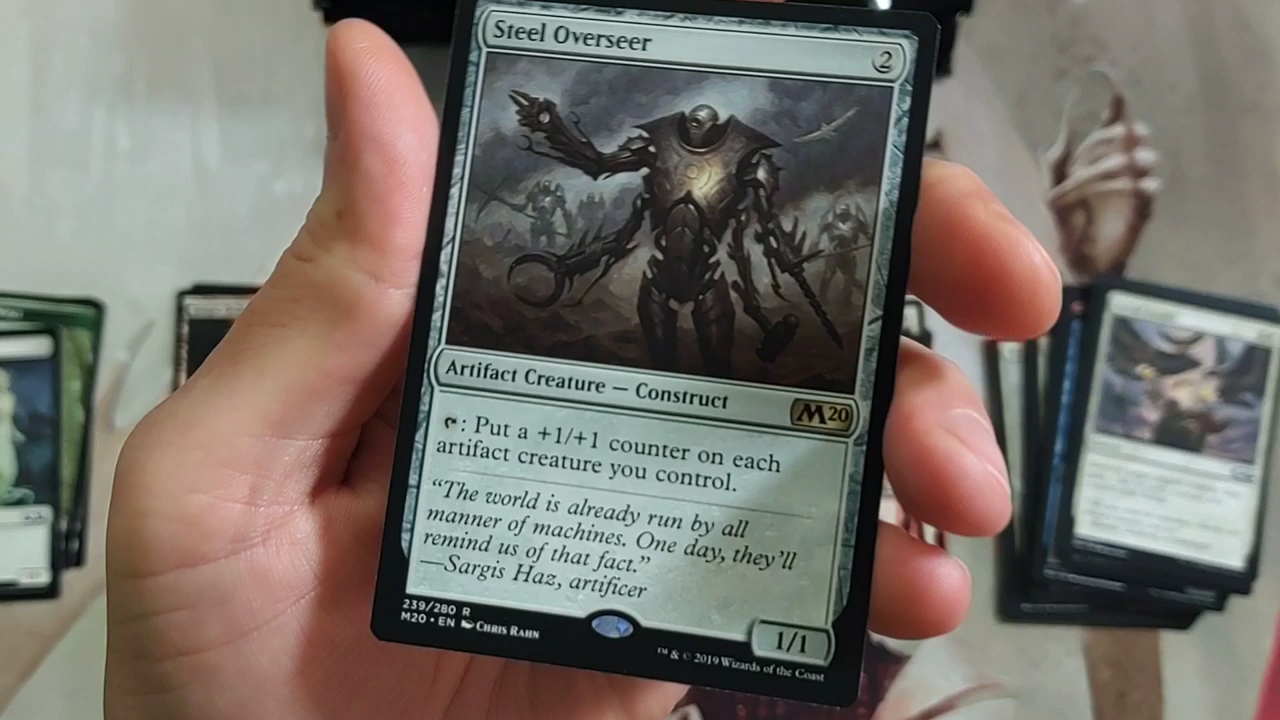 Steel Overseer 2
Artifact Creature — Construct M20
: Put a +1/+1 counter on each
artifact creature you control.
“The world is already run by all
manner of machines. One day, they’ll
remind us of that fact.”
—Sargis Haz, artificer
239/280 R
M20 • EN CHRIS RAHN
1/1
™ & © 2019 Wizards of the Coast